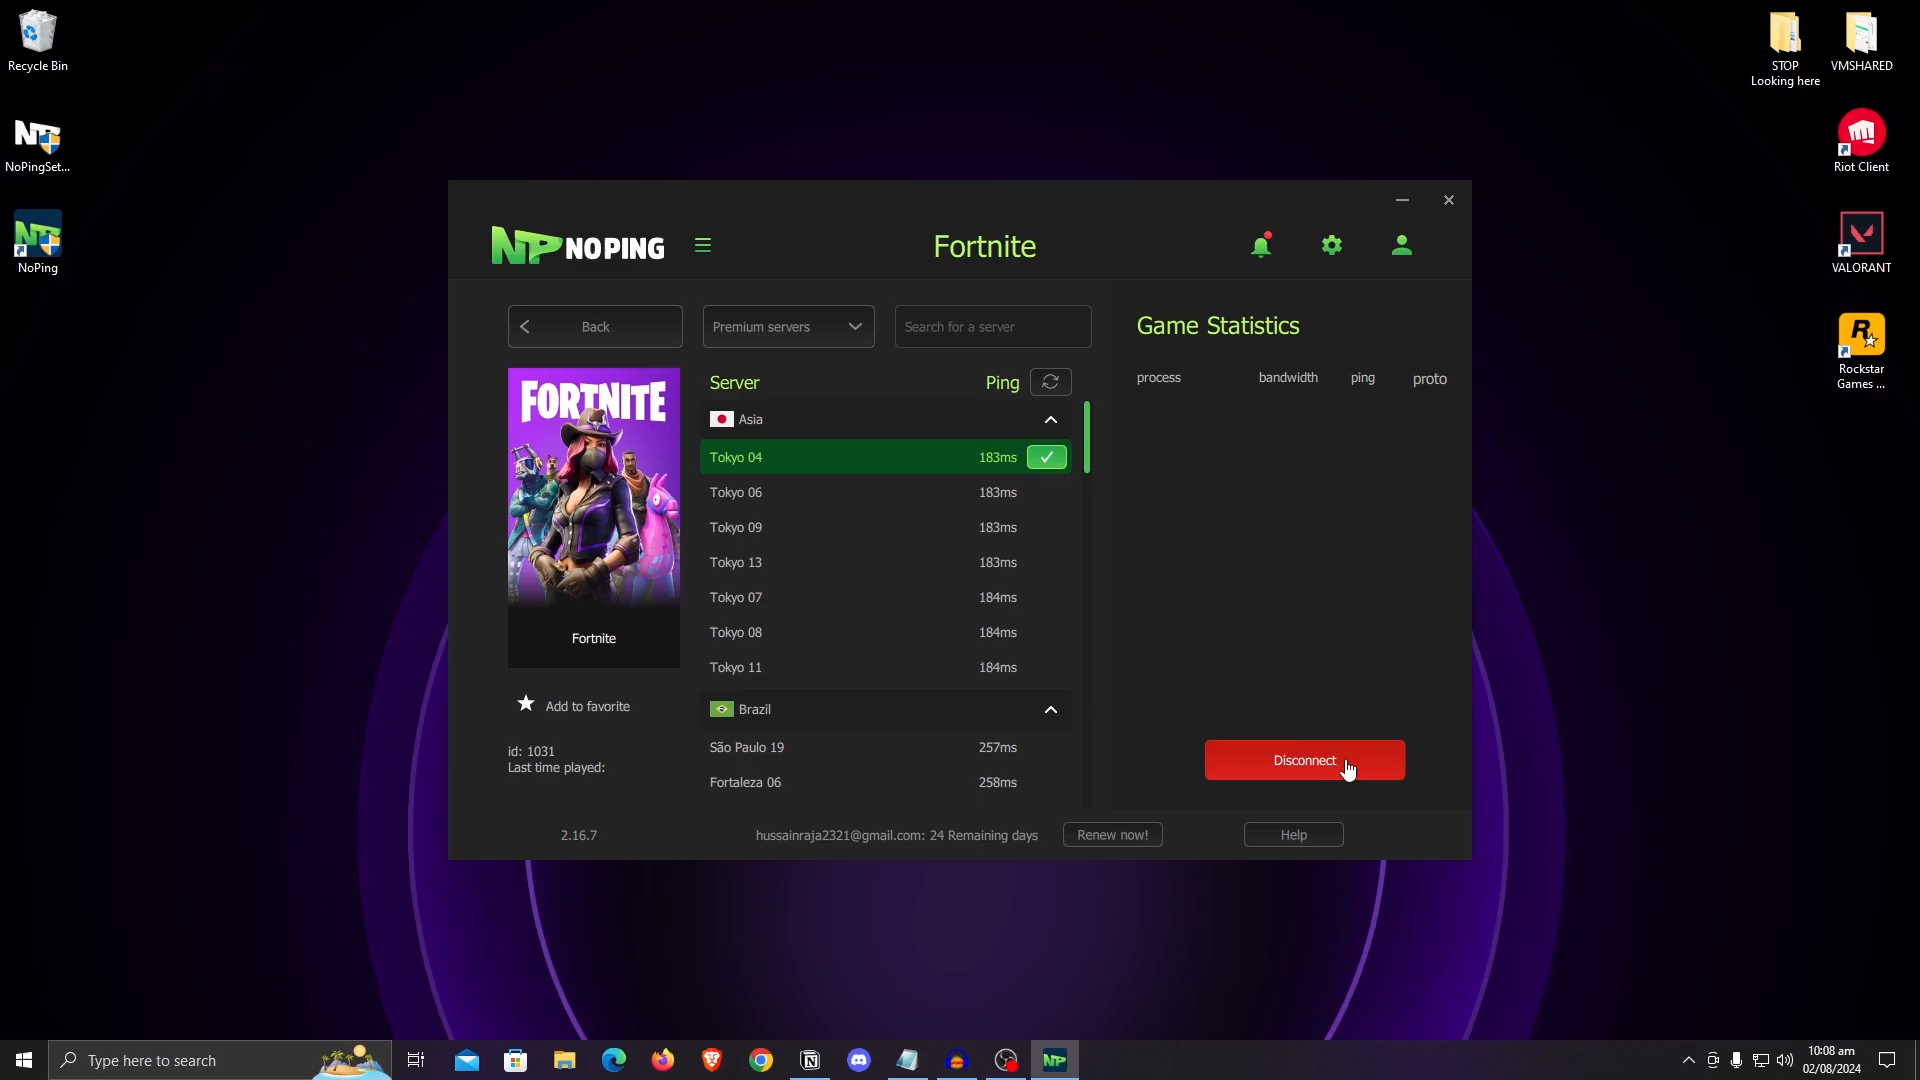 Recycle Bin
NoPingSet...
NoPing
STOP
Looking here
VMSHARED
Riot Client
VALORANT
Rockstar
Games ...
NP NOPING
Fortnite
Back
Premium servers
Search for a server
FORTNITE
Fortnite
Add to favorite
id: 1031
Last time played:
Server Ping
Asia
Tokyo 04 183ms
Tokyo 06 183ms
Tokyo 09 183ms
Tokyo 13 183ms
Tokyo 07 184ms
Tokyo 08 184ms
Tokyo 11 184ms
Brazil
São Paulo 19 257ms
Fortaleza 06 258ms
Game Statistics
process bandwidth ping proto
Disconnect
2.16.7
hussainraja2321@gmail.com: 24 Remaining days
Renew now!
Help
Type here to search
NP
10:08 am
02/08/2024